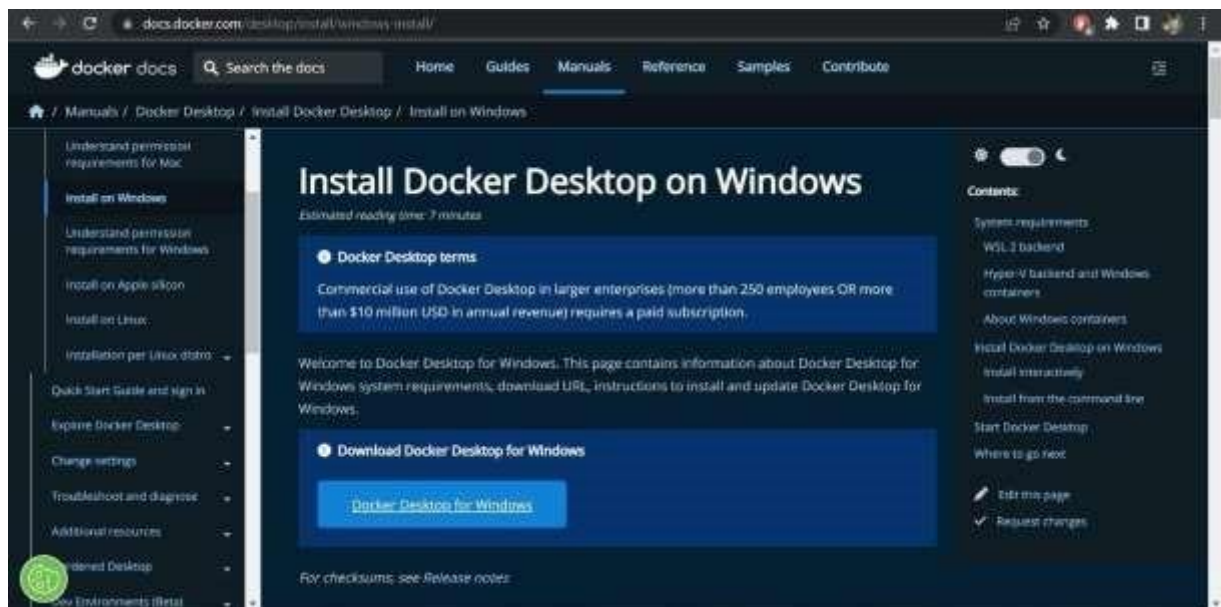 docs.docker.com/desktop/install/windows-install/
docker docs
Search the docs
Home Guides Manuals Reference Samples Contribute
/ Manuals / Docker Desktop / Install Docker Desktop / Install on Windows
Understand permission
requirements for Mac
Install on Windows
Understand permission
requirements for Windows
Install on Apple silicon
Install on Linux
Installation per Linux distro
Quick Start Guide and sign in
Explore Docker Desktop
Change settings
Troubleshoot and diagnose
Additional resources
Desktop
Dev Environments (Beta)
Install Docker Desktop on Windows
Estimated reading time: 7 minutes
Docker Desktop terms
Commercial use of Docker Desktop in larger enterprises (more than 250 employees OR more
than $10 million USD in annual revenue) requires a paid subscription.
Welcome to Docker Desktop for Windows. This page contains information about Docker Desktop for
Windows system requirements, download URL, instructions to install and update Docker Desktop for
Windows.
Download Docker Desktop for Windows
Docker Desktop for Windows
For checksums, see Release notes
Contents:
System requirements
WSL 2 backend
Hyper-V backend and Windows
containers
About Windows containers
Install Docker Desktop on Windows
Install interactively
Install from the command line
Start Docker Desktop
Where to go next
Edit this page
Request changes